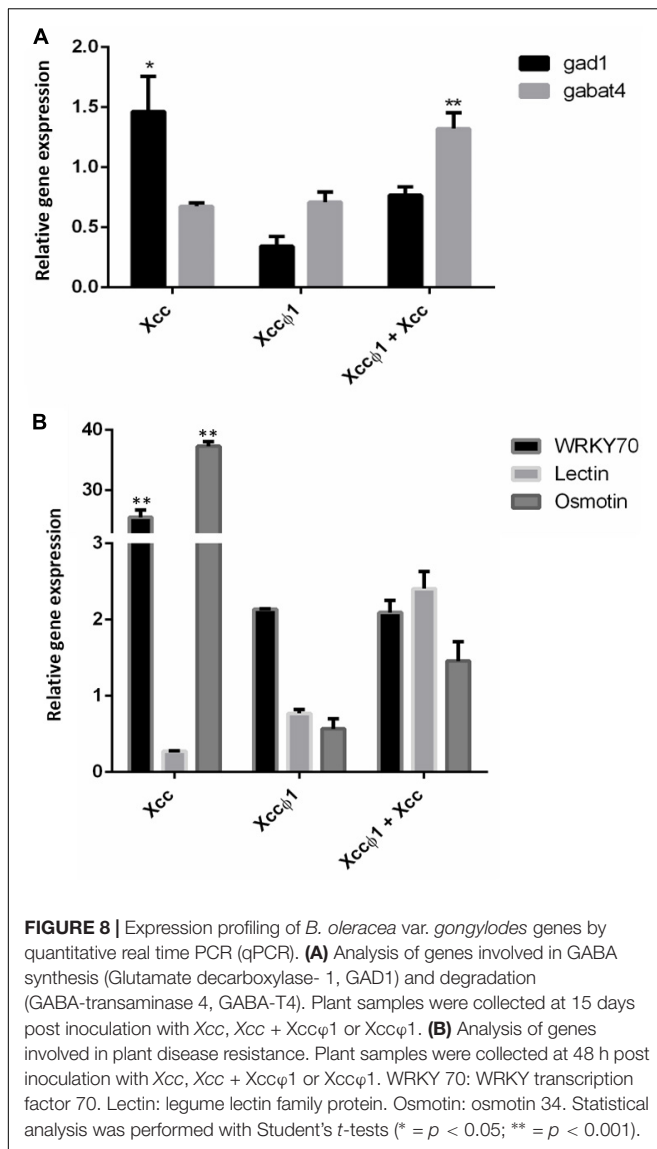 A
2.0
1.5
1.0
0.5
0.0
Relative gene exspression
*
**
gad1
gabat4
Xcc
Xccϕ1
Xccϕ1 + Xcc
B
40
30
3
2
1
0
Relative gene exspression
**
**
WRKY70
Lectin
Osmotin
Xcc
Xccϕ1
Xccϕ1 + Xcc
FIGURE 8 | Expression profiling of B. oleracea var. gongylodes genes by
quantitative real time PCR (qPCR). (A) Analysis of genes involved in GABA
synthesis (Glutamate decarboxylase- 1, GAD1) and degradation
(GABA-transaminase 4, GABA-T4). Plant samples were collected at 15 days
post inoculation with Xcc, Xcc + Xccφ1 or Xccφ1. (B) Analysis of genes
involved in plant disease resistance. Plant samples were collected at 48 h post
inoculation with Xcc, Xcc + Xccφ1 or Xccφ1. WRKY 70: WRKY transcription
factor 70. Lectin: legume lectin family protein. Osmotin: osmotin 34. Statistical
analysis was performed with Student's t-tests (* = p < 0.05; ** = p < 0.001).